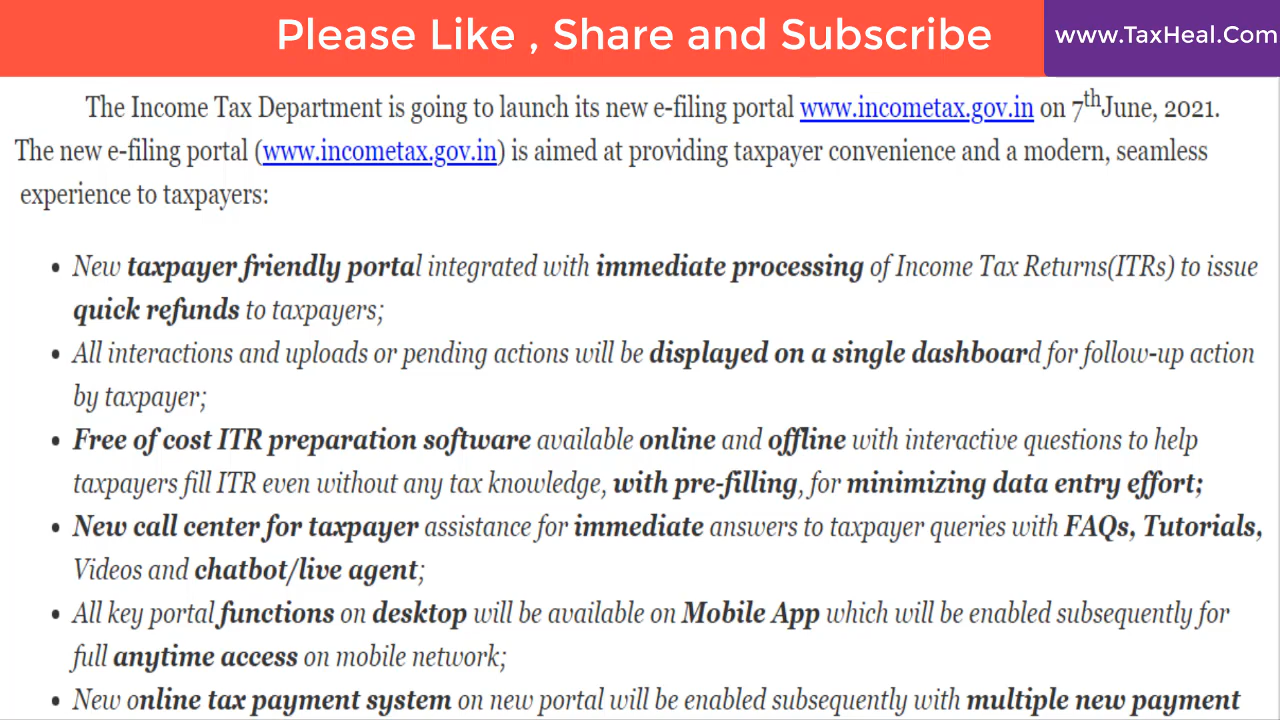 Please Like , Share and Subscribe
www.TaxHeal.Com
The Income Tax Department is going to launch its new e-filing portal www.incometax.gov.in on 7th June, 2021.
The new e-filing portal (www.incometax.gov.in) is aimed at providing taxpayer convenience and a modern, seamless
experience to taxpayers:
• New taxpayer friendly portal integrated with immediate processing of Income Tax Returns(ITRs) to issue
quick refunds to taxpayers;
• All interactions and uploads or pending actions will be displayed on a single dashboard for follow-up action
by taxpayer;
• Free of cost ITR preparation software available online and offline with interactive questions to help
taxpayers fill ITR even without any tax knowledge, with pre-filling, for minimizing data entry effort;
• New call center for taxpayer assistance for immediate answers to taxpayer queries with FAQs, Tutorials,
Videos and chatbot/live agent;
• All key portal functions on desktop will be available on Mobile App which will be enabled subsequently for
full anytime access on mobile network;
• New online tax payment system on new portal will be enabled subsequently with multiple new payment